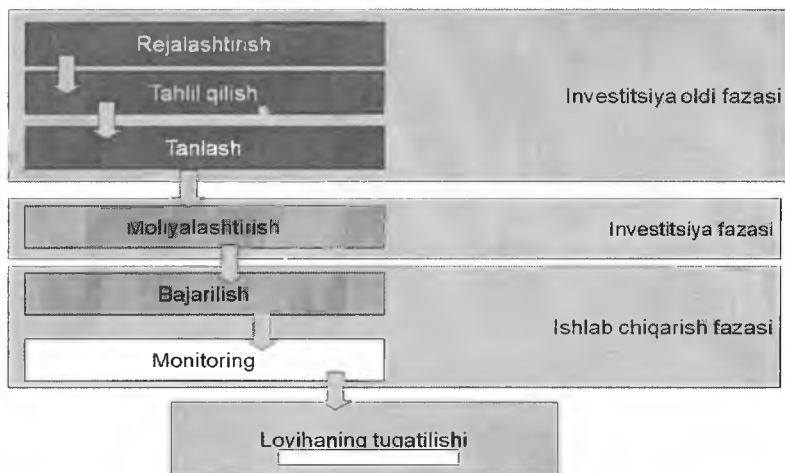 Rejalashtirish
Tahlil qilish
Investitsiya oldi fazasi
Tanlash
Moliyalashtirish
Investitsiya fazasi
Bajarilish
Ishlab chiqarish fazasi
Monitoring
Loyihaning tugatilishi